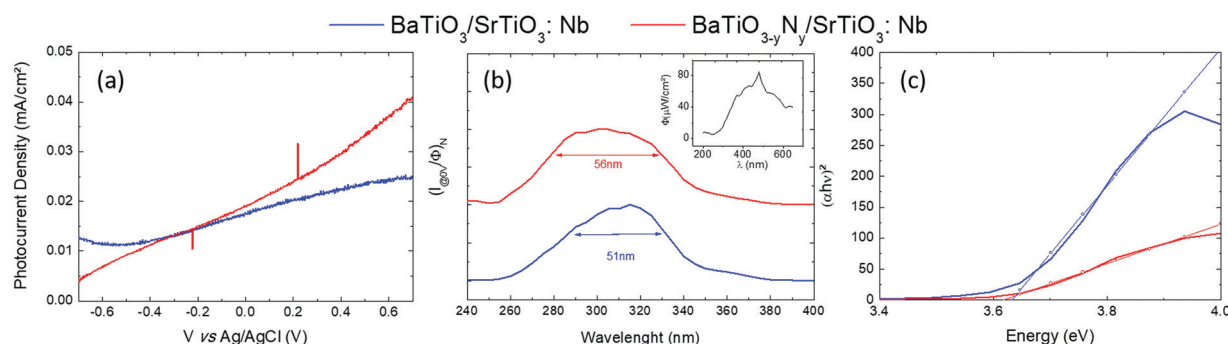 BaTiO3/SrTiO3: Nb
BaTiO3-yNy/SrTiO3: Nb
(a)
Photocurrent Density (mA/cm²)
0.05
0.04
0.03
0.02
0.01
0.00
-0.6 -0.4 -0.2 0.0 0.2 0.4 0.6
V vs Ag/AgCl (V)
(b)
(I@0V/Φ)N
56nm
51nm
240 260 280 300 320 340 360 380 400
Wavelenght (nm)
Φ(µW/cm²)
80
40
0
200 400 600
λ (nm)
(c)
(αhν)²
400
350
300
250
200
150
100
50
0
3.4 3.6 3.8 4.0
Energy (eV)